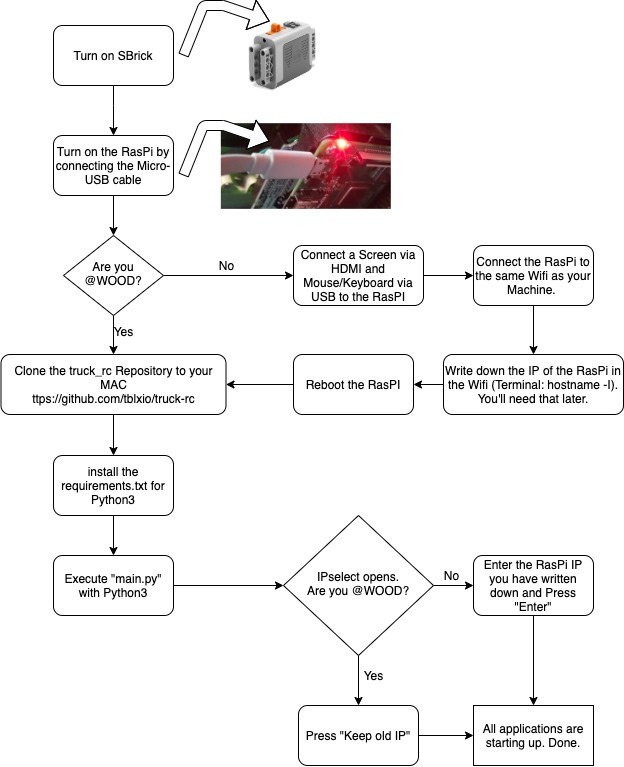 Turn on SBrick
Turn on the RasPi by
connecting the Micro-
USB cable
Are you
@WOOD?
No
Connect a Screen via
HDMI and
Mouse/Keyboard via
USB to the RasPI
Connect the RasPi to
the same Wifi as your
Machine.
Yes
Clone the truck_rc Repository to your
MAC
ttps://github.com/tblxio/truck-rc
Reboot the RasPI
Write down the IP of the RasPi in
the Wifi (Terminal: hostname -I).
You'll need that later.
install the
requirements.txt for
Python3
Execute "main.py"
with Python3
IPselect opens.
Are you @WOOD?
No
Enter the RasPi IP
you have written
down and Press
"Enter"
Yes
Press "Keep old IP"
All applications are
starting up. Done.